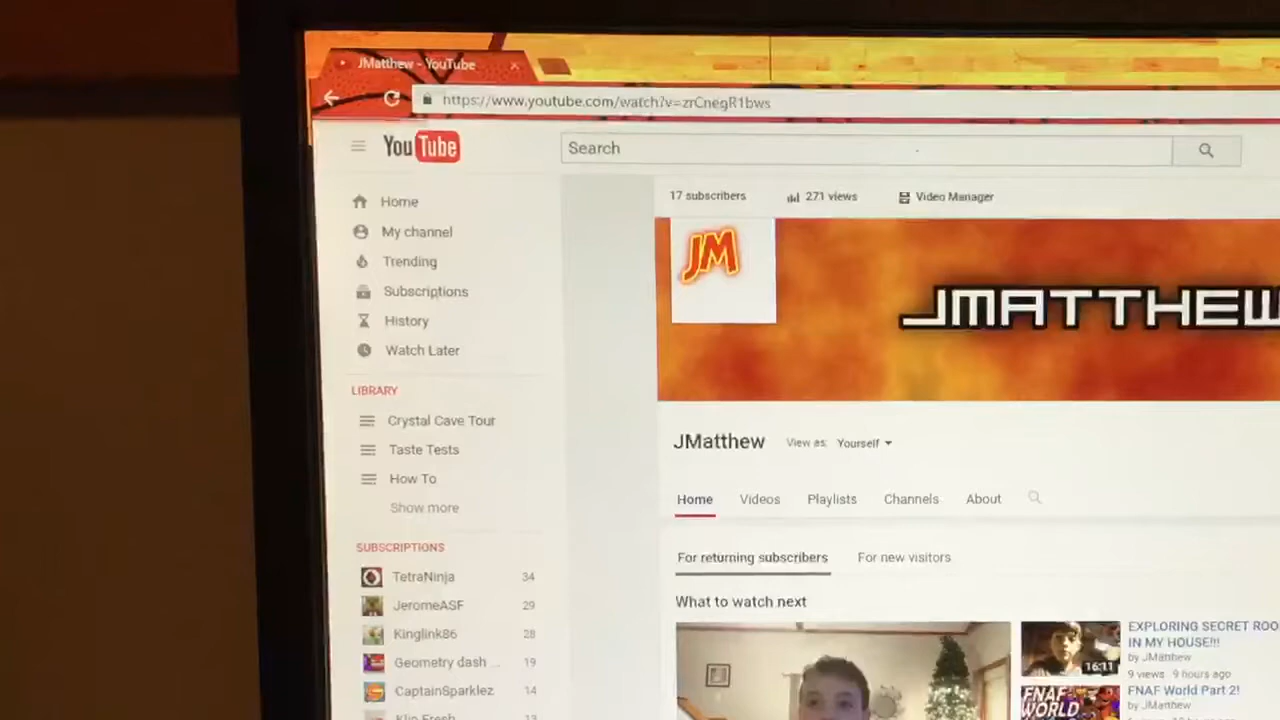 JMatthew - YouTube
https://www.youtube.com/watch?v=zrCnegR1bws
YouTube
Search
Home
My channel
Trending
Subscriptions
History
Watch Later
LIBRARY
Crystal Cave Tour
Taste Tests
How To
Show more
SUBSCRIPTIONS
TetraNinja 34
JeromeASF 29
Kinglink86 28
Geometry dash ... 19
CaptainSparklez 14
17 subscribers
271 views
Video Manager
JM
JMATTHEW
JMatthew
View as: Yourself
Home Videos Playlists Channels About
For returning subscribers For new visitors
What to watch next
EXPLORING SECRET ROO
IN MY HOUSE!!!
by JMatthew
9 views 9 hours ago
16:11
FNAF World Part 2!
by JMatthew
FNAF
WORLD